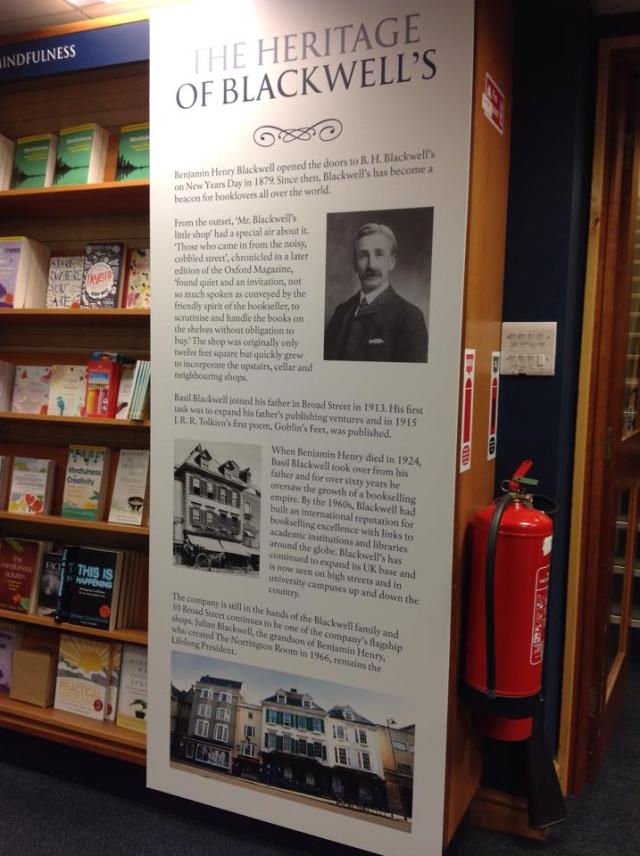 MINDFULNESS
THE HERITAGE
OF BLACKWELL'S
Benjamin Henry Blackwell opened the doors to B. H. Blackwell's
on New Years Day in 1879. Since then, Blackwell's has become a
beacon for booklovers all over the world.
From the outset, 'Mr. Blackwell's
little shop' had a special air about it.
'Those who came in from the noisy,
cobbled street', chronicled in a later
edition of the Oxford Magazine,
'found quiet and an invitation, not
so much spoken as conveyed by the
friendly spirit of the bookseller, to
scrutinise and handle the books on
the shelves without obligation to
buy.' The shop was originally only
twelve feet square but quickly grew
to incorporate the upstairs, cellar and
neighbouring shops.
Basil Blackwell joined his father in Broad Street in 1913. His first
task was to expand his father's publishing ventures and in 1915
J. R. R. Tolkien's first poem, Goblin's Feet, was published.
When Benjamin Henry died in 1924,
Basil Blackwell took over from his
father and for over sixty years he
oversaw the growth of a bookselling
empire. By the 1960s, Blackwell had
built an international reputation for
bookselling excellence with links to
academic institutions and libraries
around the globe. Blackwell's has
continued to expand its UK base and
is now seen on high streets and in
university campuses up and down the
country.
The company is still in the hands of the Blackwell family and
50 Broad Street continues to be one of the company's flagship
shops. Julian Blackwell, the grandson of Benjamin Henry,
who created The Norrington Room in 1966, remains the
Lifelong President.
Mindfulness
Mindfulness
START
WHERE
YOU
Mindfulness
Creativity
the
mindfulness
solution
THIS IS
HAPPENING
PRACTICAL